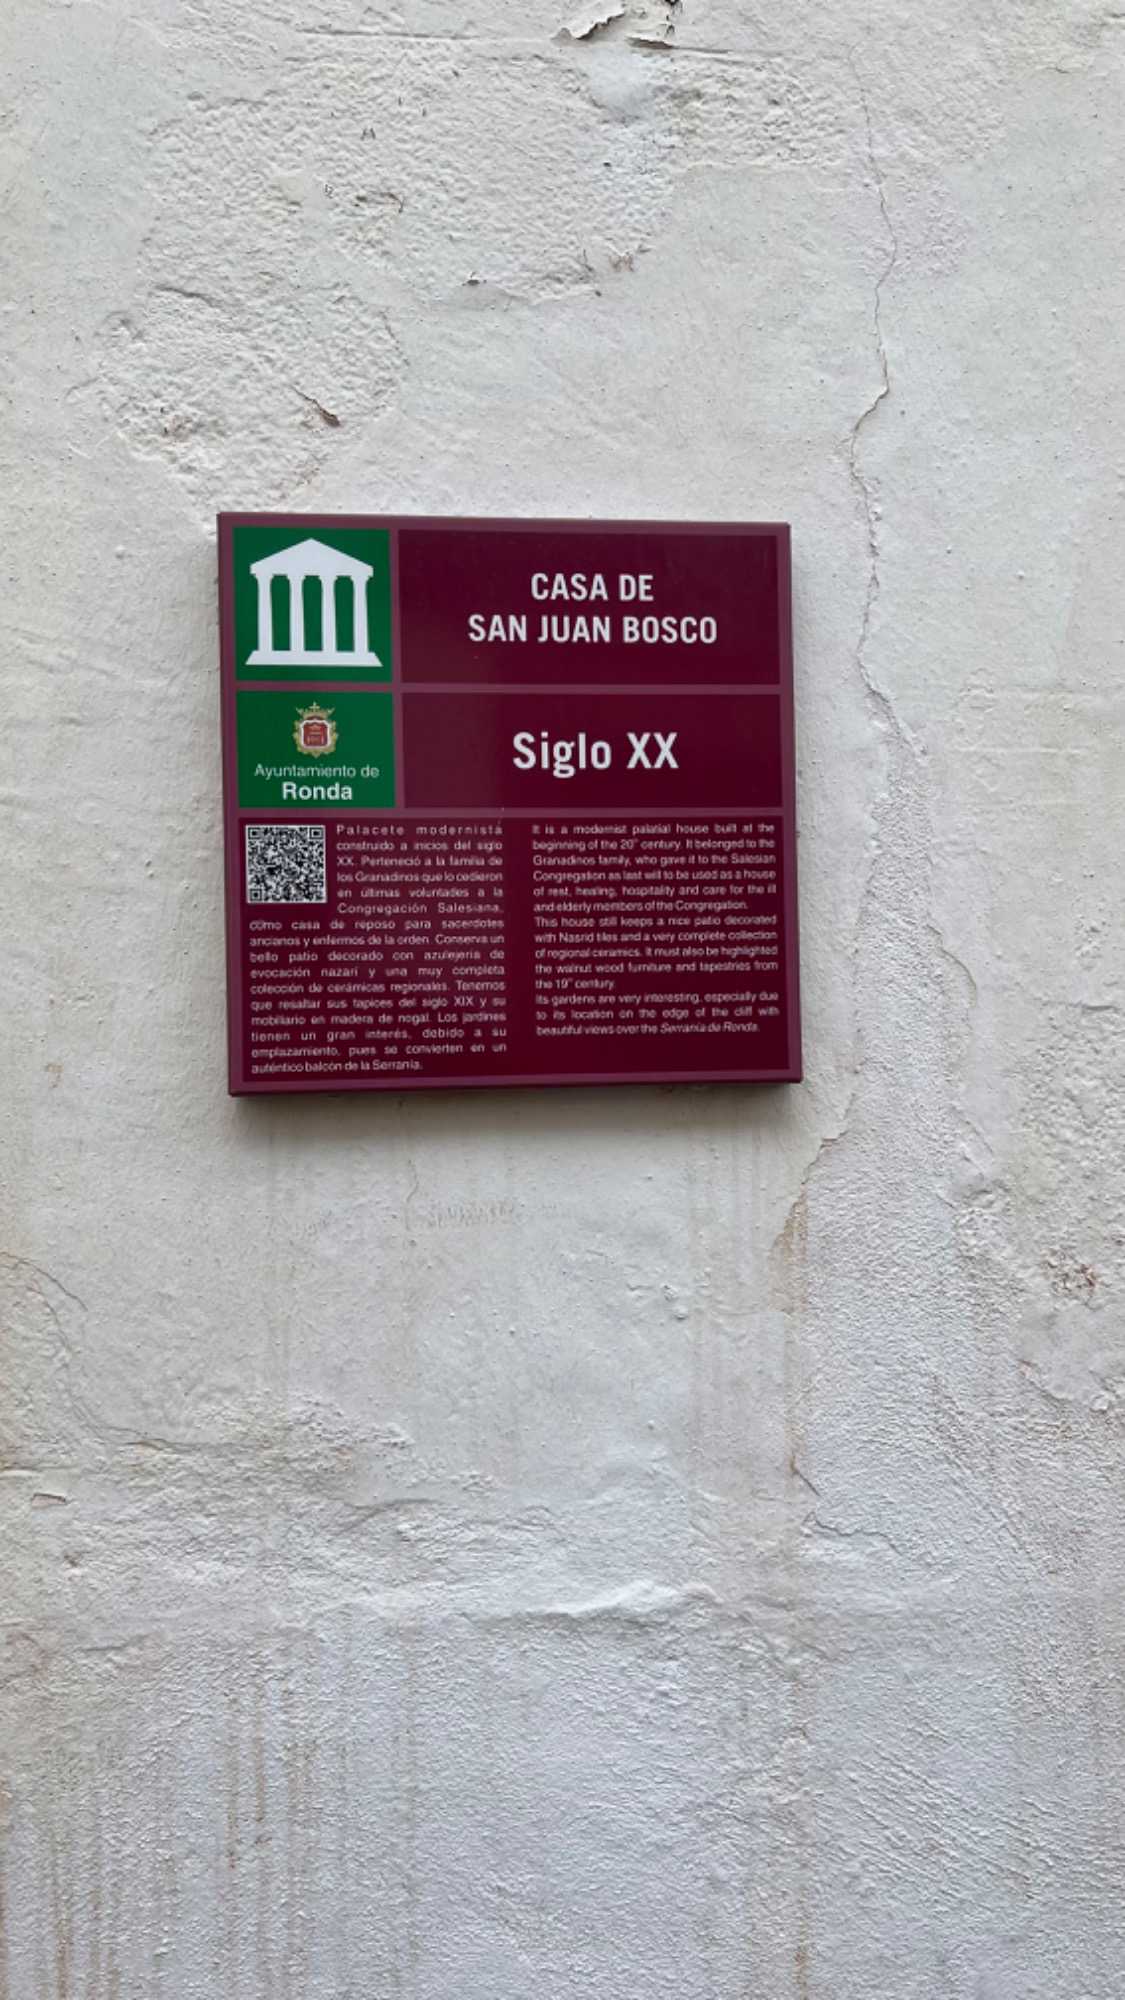 CASA DE
SAN JUAN BOSCO
Siglo XX
Ayuntamiento de
Ronda
Palacete modernista
construido a inicios del siglo
XX. Perteneció a la familia de
los Granadinos que lo cedieron
en últimas voluntades a la
Congregación Salesiana,
cómo casa de reposo para sacerdotes
ancianos y enfermos de la orden. Conserva un
bello patio decorado con azulejería de
evocación nazarí y una muy completa
colección de cerámicas regionales. Tenemos
que resaltar sus tapices del siglo XIX y su
mobiliario en madera de nogal. Los jardines
tienen un gran interés, debido a su
emplazamiento, pues se convierten en un
auténtico balcón de la Serranía.
It is a modernist palatial house built at the
beginning of the 20th century. It belonged to the
Granadinos family, who gave it to the Salesian
Congregation as last will to be used as a house
of rest, healing, hospitality and care for the ill
and elderly members of the Congregation.
This house still keeps a nice patio decorated
with Nasrid tiles and a very complete collection
of regional ceramics. It must also be highlighted
the walnut wood furniture and tapestries from
the 19th century.
Its gardens are very interesting, especially due
to its location on the edge of the cliff with
beautiful views over the Serranía de Ronda.